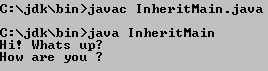 C:\jdk\bin>javac InheritMain.java
C:\jdk\bin>java InheritMain
Hi! Whats up?
How are you ?